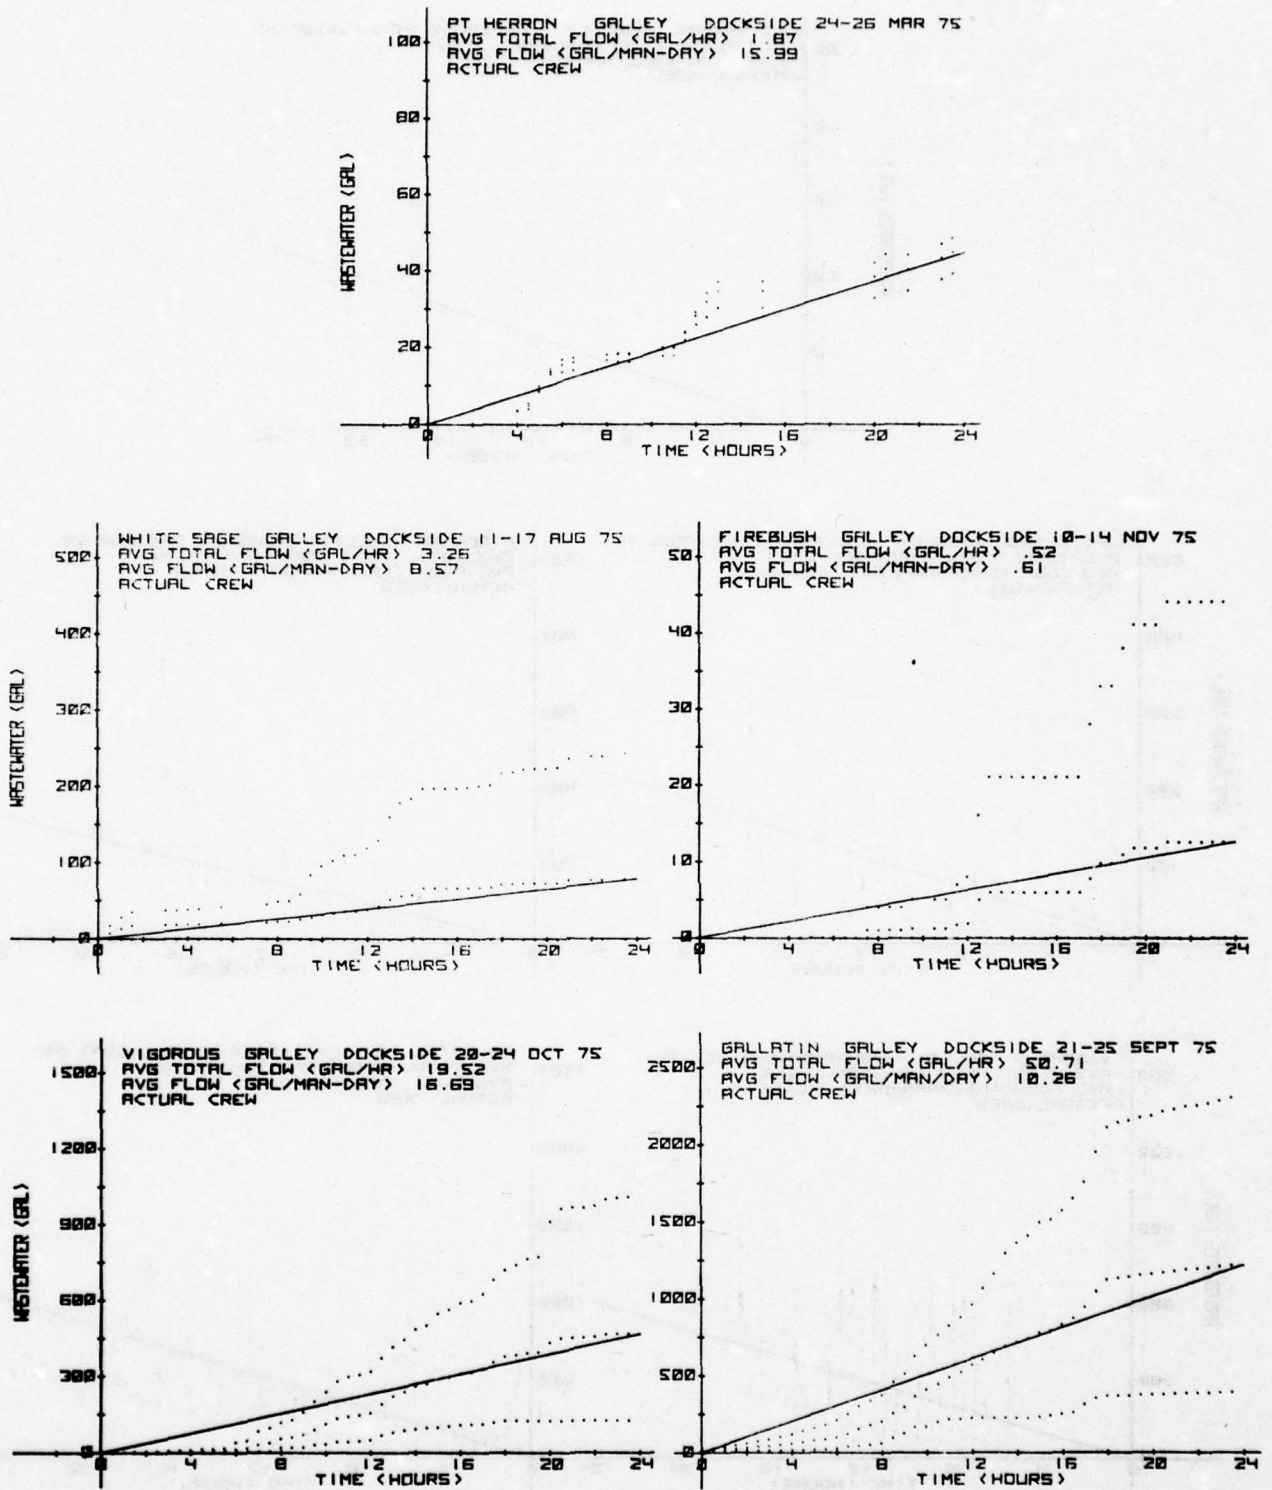 PT HERRON GALLEY DOCKSIDE 24-26 MAR 75
AVG TOTAL FLOW <GAL/HR> 1.87
AVG FLOW <GAL/MAN-DAY> 15.99
ACTUAL CREW
100
80
60
40
20
0
WASTEWATER <GAL>
0 4 8 12 16 20 24
TIME <HOURS>
WHITE SAGE GALLEY DOCKSIDE 11-17 AUG 75
AVG TOTAL FLOW <GAL/HR> 3.26
AVG FLOW <GAL/MAN-DAY> 8.57
ACTUAL CREW
500
400
300
200
100
0
WASTEWATER <GAL>
0 4 8 12 16 20 24
TIME <HOURS>
FIREBUSH GALLEY DOCKSIDE 10-14 NOV 75
AVG TOTAL FLOW <GAL/HR> .52
AVG FLOW <GAL/MAN-DAY> .61
ACTUAL CREW
50
40
30
20
10
0
0 4 8 12 16 20 24
TIME <HOURS>
VIGOROUS GALLEY DOCKSIDE 20-24 OCT 75
AVG TOTAL FLOW <GAL/HR> 19.52
AVG FLOW <GAL/MAN-DAY> 16.69
ACTUAL CREW
1500
1200
900
600
300
0
WASTEWATER <GAL>
0 4 8 12 16 20 24
TIME <HOURS>
GALLATIN GALLEY DOCKSIDE 21-25 SEPT 75
AVG TOTAL FLOW <GAL/HR> 50.71
AVG FLOW <GAL/MAN/DAY> 10.26
ACTUAL CREW
2500
2000
1500
1000
500
0
0 4 8 12 16 20 24
TIME <HOURS>